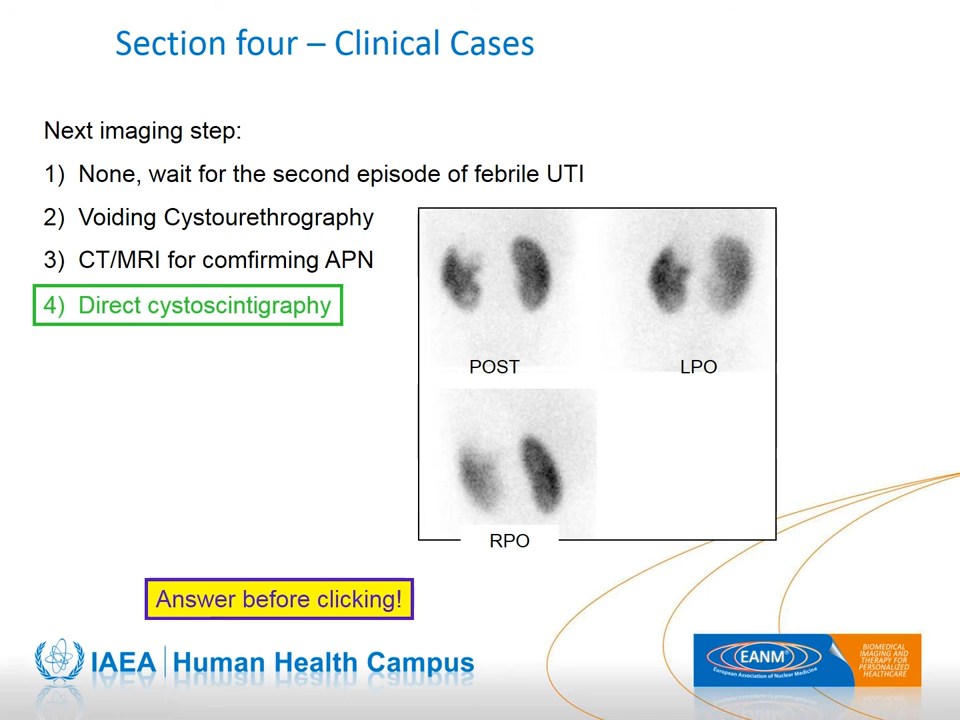 Section four – Clinical Cases
Next imaging step:
1) None, wait for the second episode of febrile UTI
2) Voiding Cystourethrography
3) CT/MRI for comfirming APN
4) Direct cystoscintigraphy
POST
LPO
RPO
Answer before clicking!
IAEA Human Health Campus
EANM®
European Association of Nuclear Medicine
BIOMEDICAL
IMAGING AND
THERAPY FOR
PERSONALIZED
HEALTHCARE